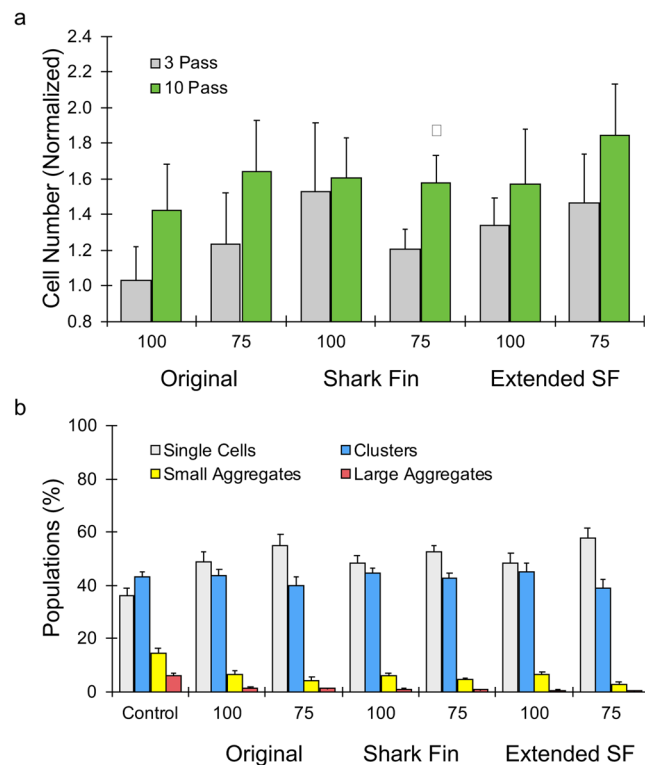 a
2.4
2.2
2.0
1.8
1.6
1.4
1.2
1.0
0.8
Cell Number (Normalized)
3 Pass
10 Pass
100 75 100 75 100 75
Original Shark Fin Extended SF
b
100
80
60
40
20
0
Populations (%)
Single Cells Clusters
Small Aggregates Large Aggregates
Control 100 75 100 75 100 75
Original Shark Fin Extended SF